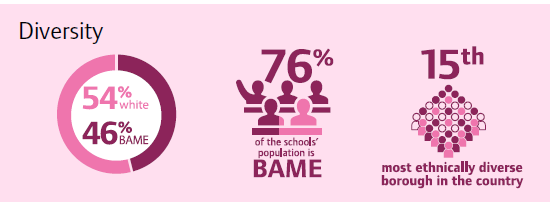 Diversity
54% white
46% BAME
76%
of the schools'
population is
BAME
15th
most ethnically diverse
borough in the country